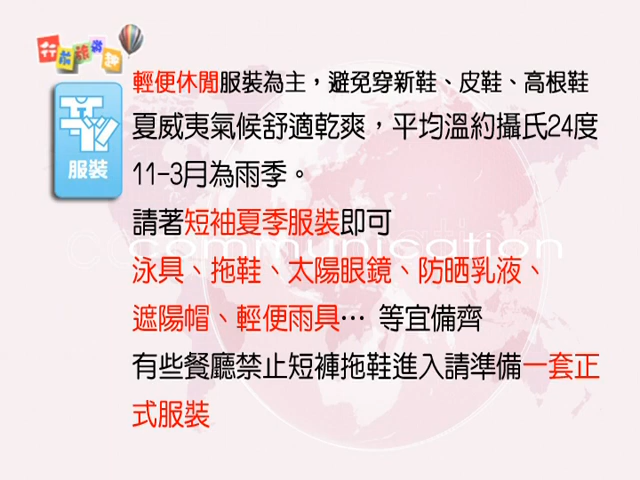 行前旅遊神
輕便休閒服裝為主，避免穿新鞋、皮鞋、高根鞋
夏威夷氣候舒適乾爽，平均溫約攝氏24度
11-3月為雨季。
服裝
請著短袖夏季服裝即可
communication
泳具、拖鞋、太陽眼鏡、防晒乳液、
遮陽帽、輕便雨具… 等宜備齊
有些餐廳禁止短褲拖鞋進入請準備一套正
式服裝